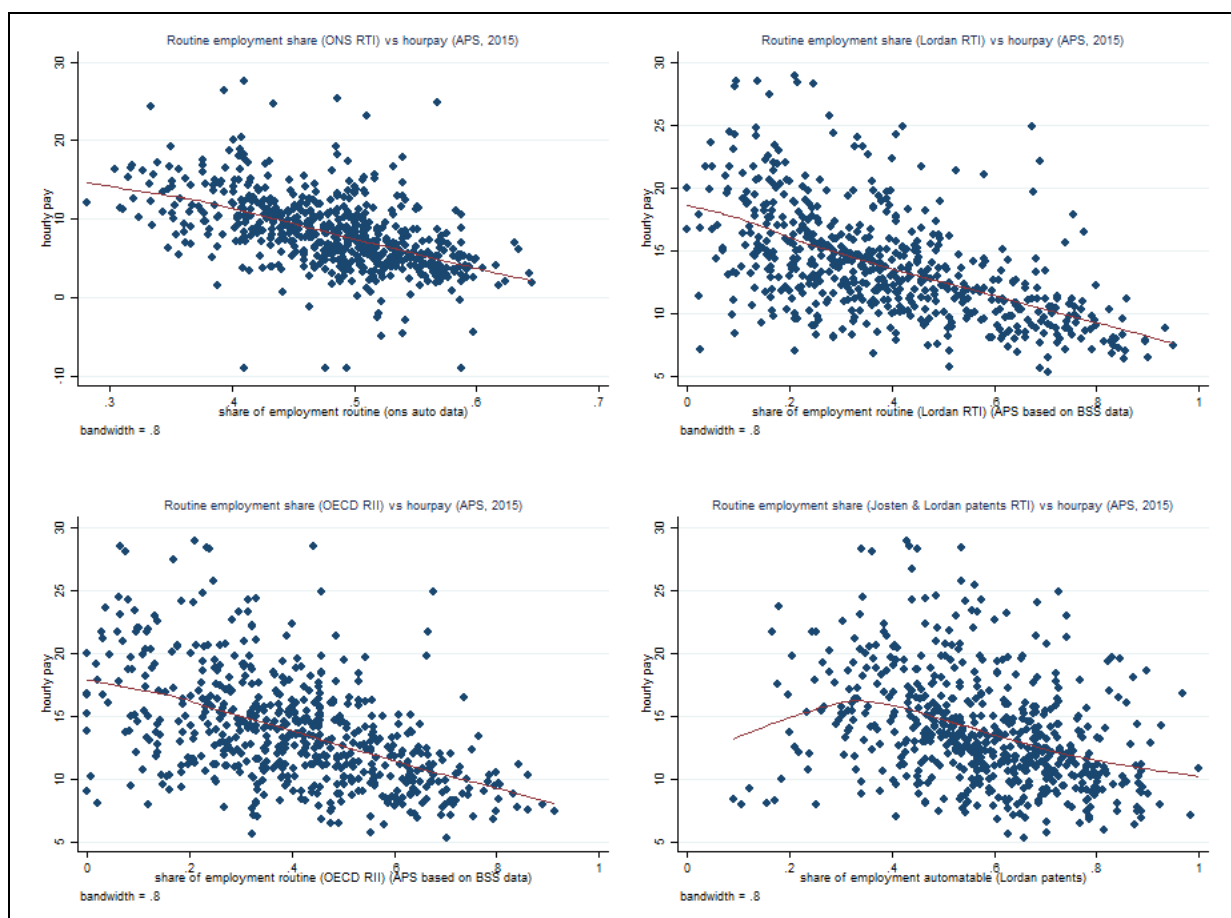 Routine employment share (ONS RTI) vs hourpay (APS, 2015)
30
20
10
0
-10
hourly pay
.3 .4 .5 .6 .7
share of employment routine (ons auto data)
bandwidth = .8
Routine employment share (Lordan RTI) vs hourpay (APS, 2015)
30
25
20
15
10
5
hourly pay
0 .2 .4 .6 .8 1
share of employment routine (Lordan RTI) (APS based on BSS data)
bandwidth = .8
Routine employment share (OECD RII) vs hourpay (APS, 2015)
30
25
20
15
10
5
hourly pay
0 .2 .4 .6 .8 1
share of employment routine (OECD RII) (APS based on BSS data)
bandwidth = .8
Routine employment share (Josten & Lordan patents RTI) vs hourpay (APS, 2015)
30
25
20
15
10
5
hourly pay
0 .2 .4 .6 .8 1
share of employment automatable (Lordan patents)
bandwidth = .8